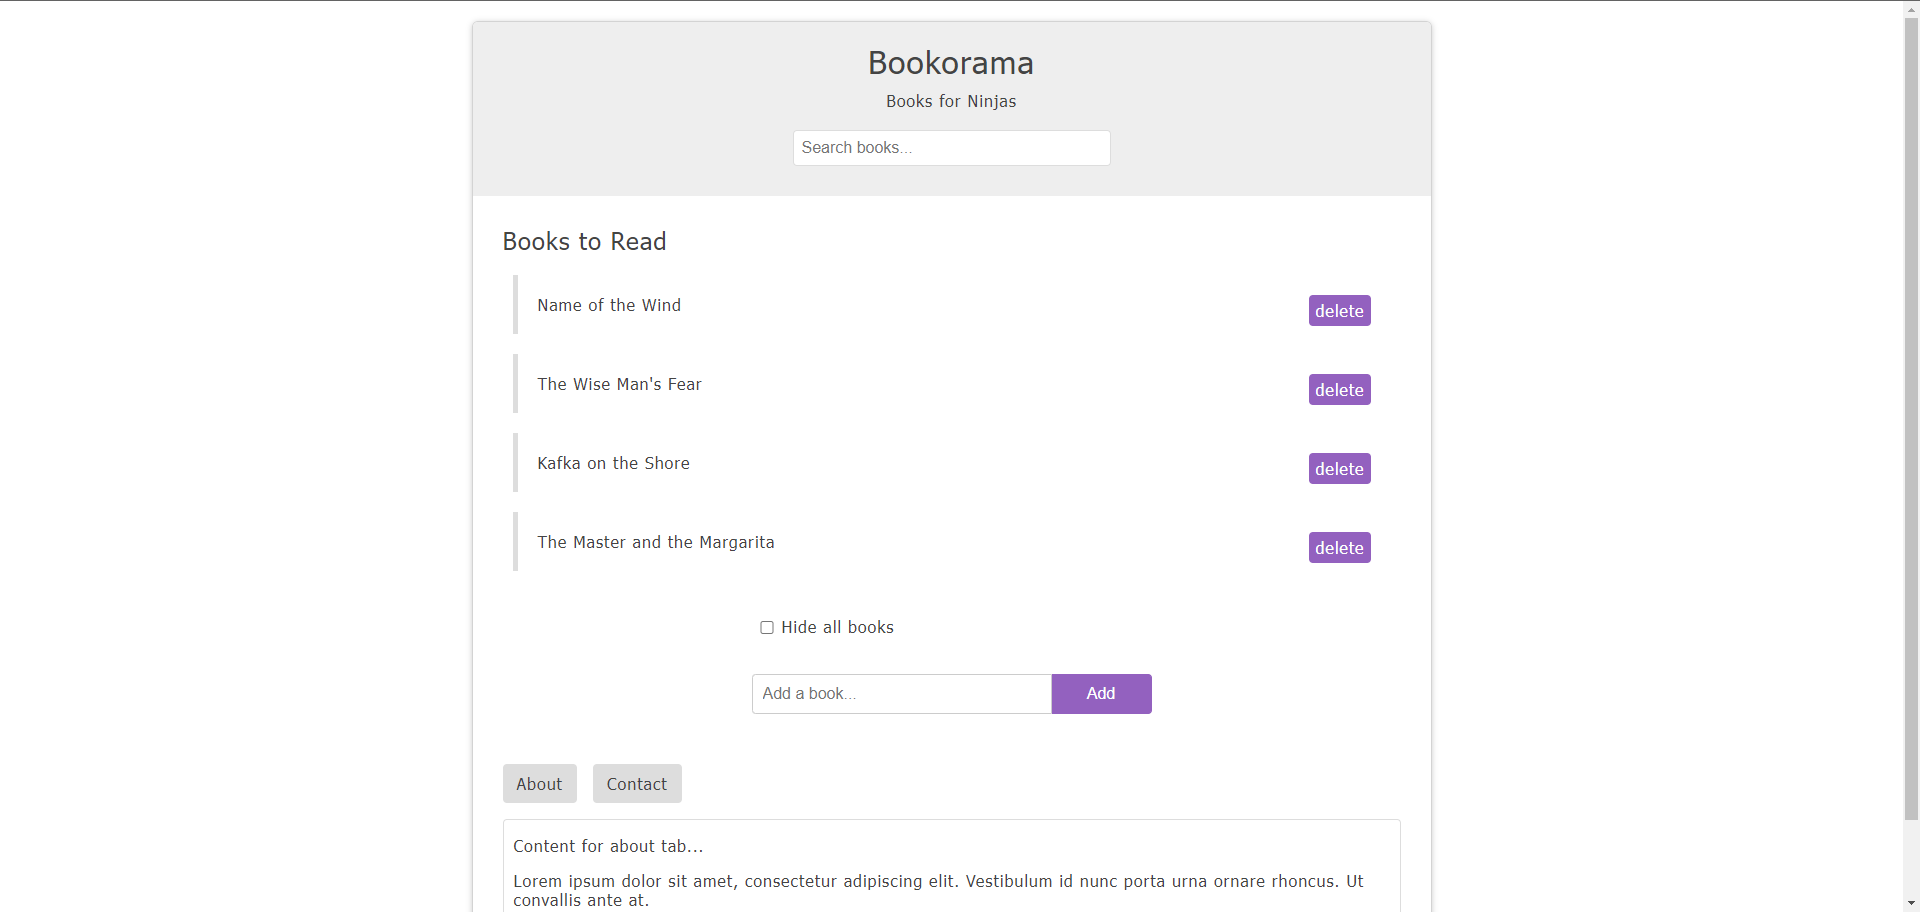 Bookorama
Books for Ninjas
Search books...
Books to Read
Name of the Wind
delete
The Wise Man's Fear
delete
Kafka on the Shore
delete
The Master and the Margarita
delete
Hide all books
Add a book...
Add
About
Contact
Content for about tab...
Lorem ipsum dolor sit amet, consectetur adipiscing elit. Vestibulum id nunc porta urna ornare rhoncus. Ut
convallis ante at.